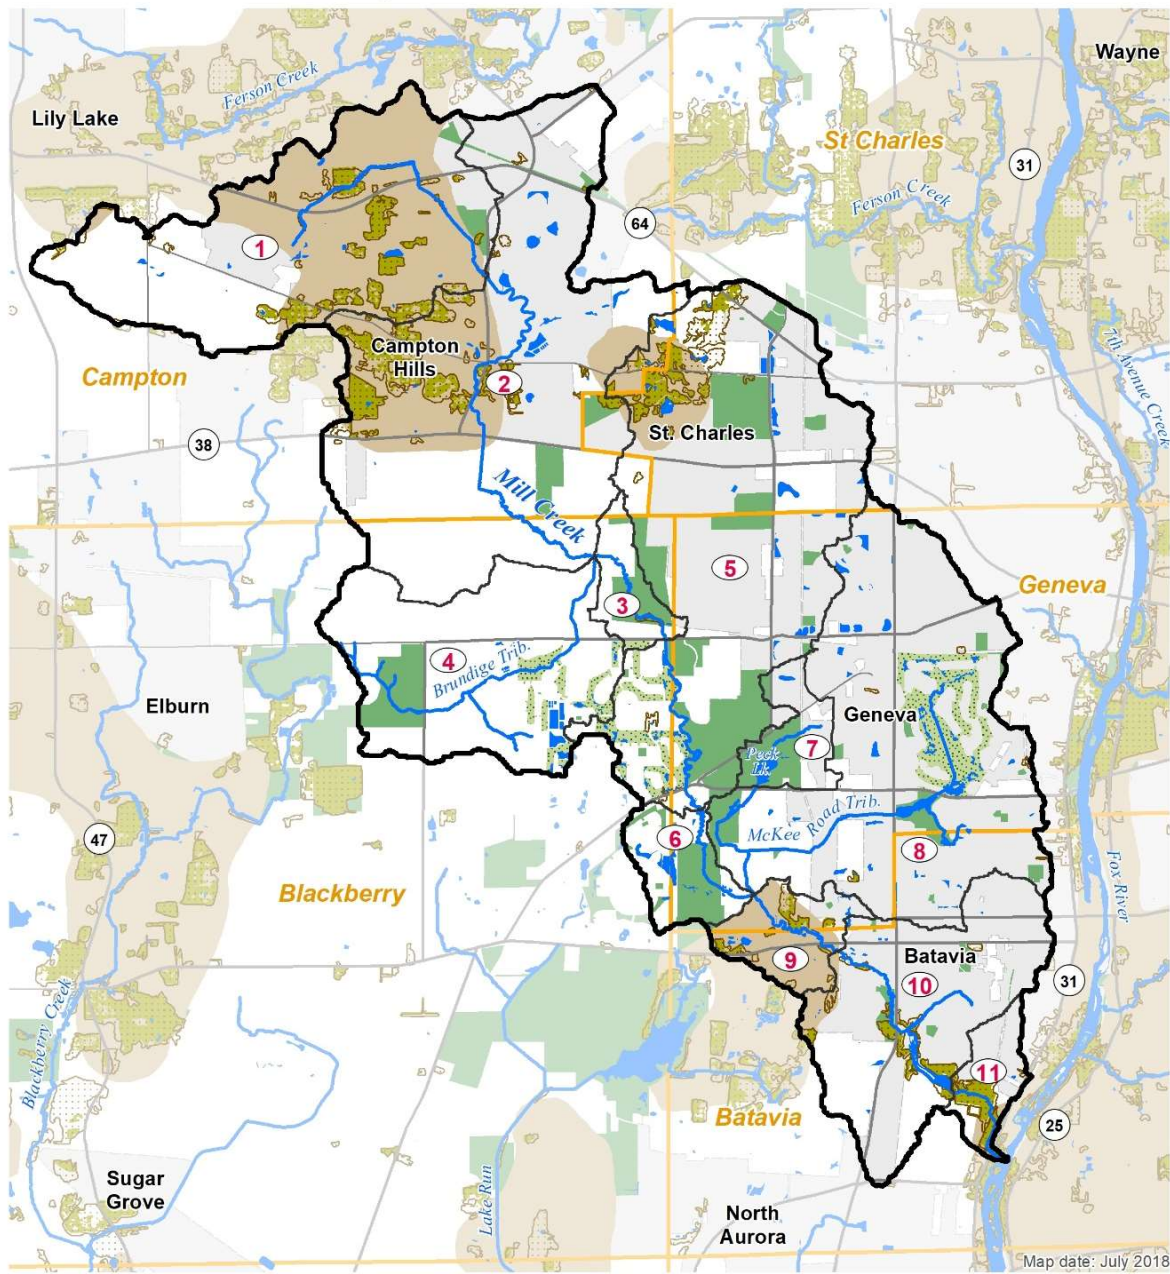 Wayne
Ferson Creek
Lily Lake
St Charles
31
Ferson Creek
64
1
7th Avenue Creek
Campton
Hills
Campton
2
St. Charles
38
Mill Creek
5
Geneva
3
4
Brundige Trib.
Elburn
Geneva
7
Peck
Lk.
McKee Road Trib.
47
6
8
Fox River
Blackberry
9
Batavia
31
10
Blackberry Creek
11
Batavia
25
Sugar
Grove
Lake Run
North
Aurora
Map date: July 2018